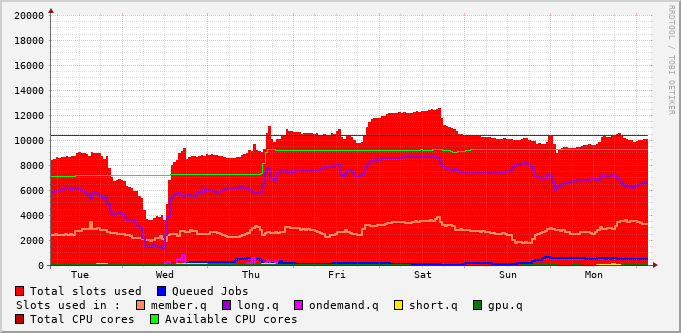 20000
18000
16000
14000
12000
10000
8000
6000
4000
2000
0
Tue Wed Thu Fri Sat Sun Mon
RRDTOOL / TOBI OETIKER
Total slots used Queued Jobs
Slots used in : member.q long.q ondemand.q short.q gpu.q
Total CPU cores Available CPU cores